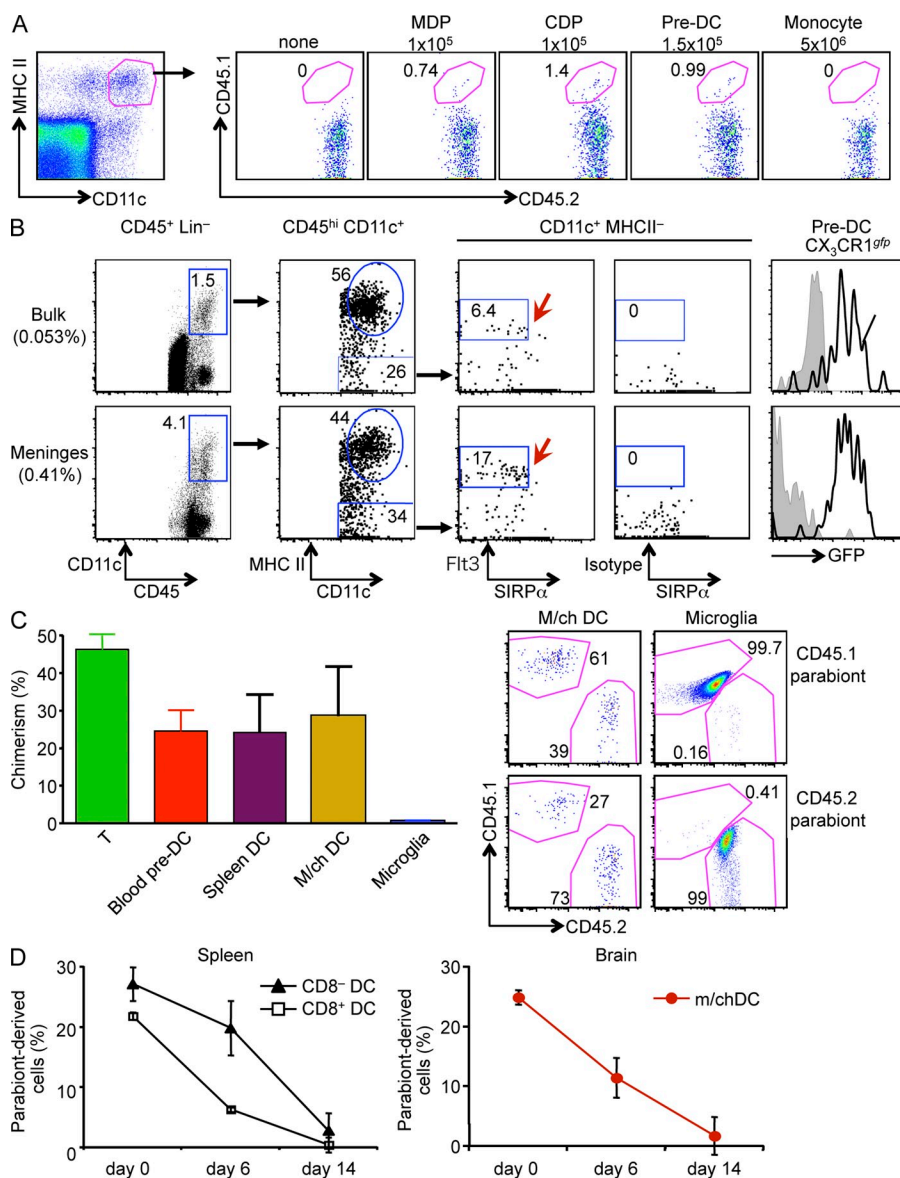 A
MHC II
CD11c
CD45.1
CD45.2
none
0
MDP
1x10⁵
0.74
CDP
1x10⁵
1.4
Pre-DC
1.5x10⁵
0.99
Monocyte
5x10⁶
0
B
CD45⁺ Lin⁻
CD45ʰⁱ CD11c⁺
CD11c⁺ MHCII⁻
Pre-DC
CX₃CR1ᵍᶠᵖ
Bulk
(0.053%)
1.5
56
26
6.4
0
Meninges
(0.41%)
4.1
44
34
17
0
CD11c
CD45
MHC II
CD11c
Flt3
SIRPα
Isotype
SIRPα
GFP
C
Chimerism (%)
50
40
30
20
10
0
T
Blood pre-DC
Spleen DC
M/ch DC
Microglia
M/ch DC
Microglia
61
39
99.7
0.16
CD45.1
parabiont
27
73
0.41
99
CD45.2
parabiont
CD45.1
CD45.2
D
Spleen
Parabiont-derived
cells (%)
30
20
10
0
CD8⁻ DC
CD8⁺ DC
day 0
day 6
day 14
Brain
Parabiont-derived
cells (%)
30
20
10
0
m/chDC
day 0
day 6
day 14